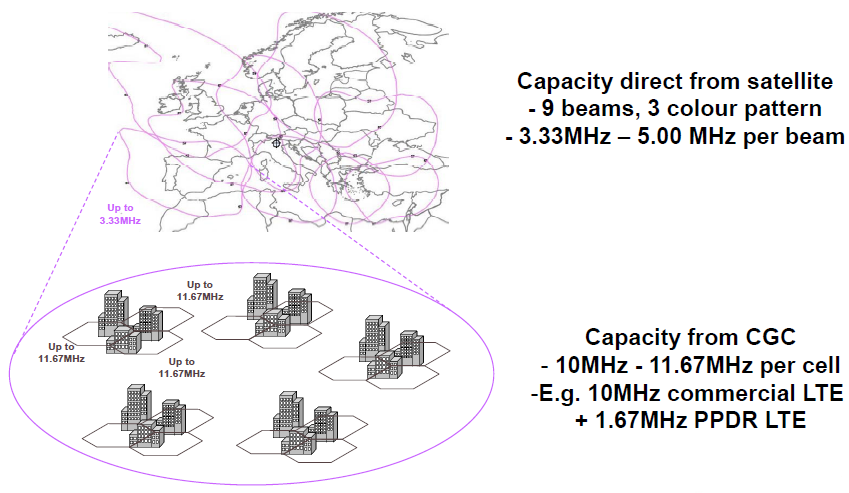 Capacity direct from satellite
- 9 beams, 3 colour pattern
- 3.33MHz – 5.00 MHz per beam
Up to
3.33MHz
Up to
11.67MHz
Up to
11.67MHz
Up to
11.67MHz
Capacity from CGC
- 10MHz - 11.67MHz per cell
-E.g. 10MHz commercial LTE
+ 1.67MHz PPDR LTE